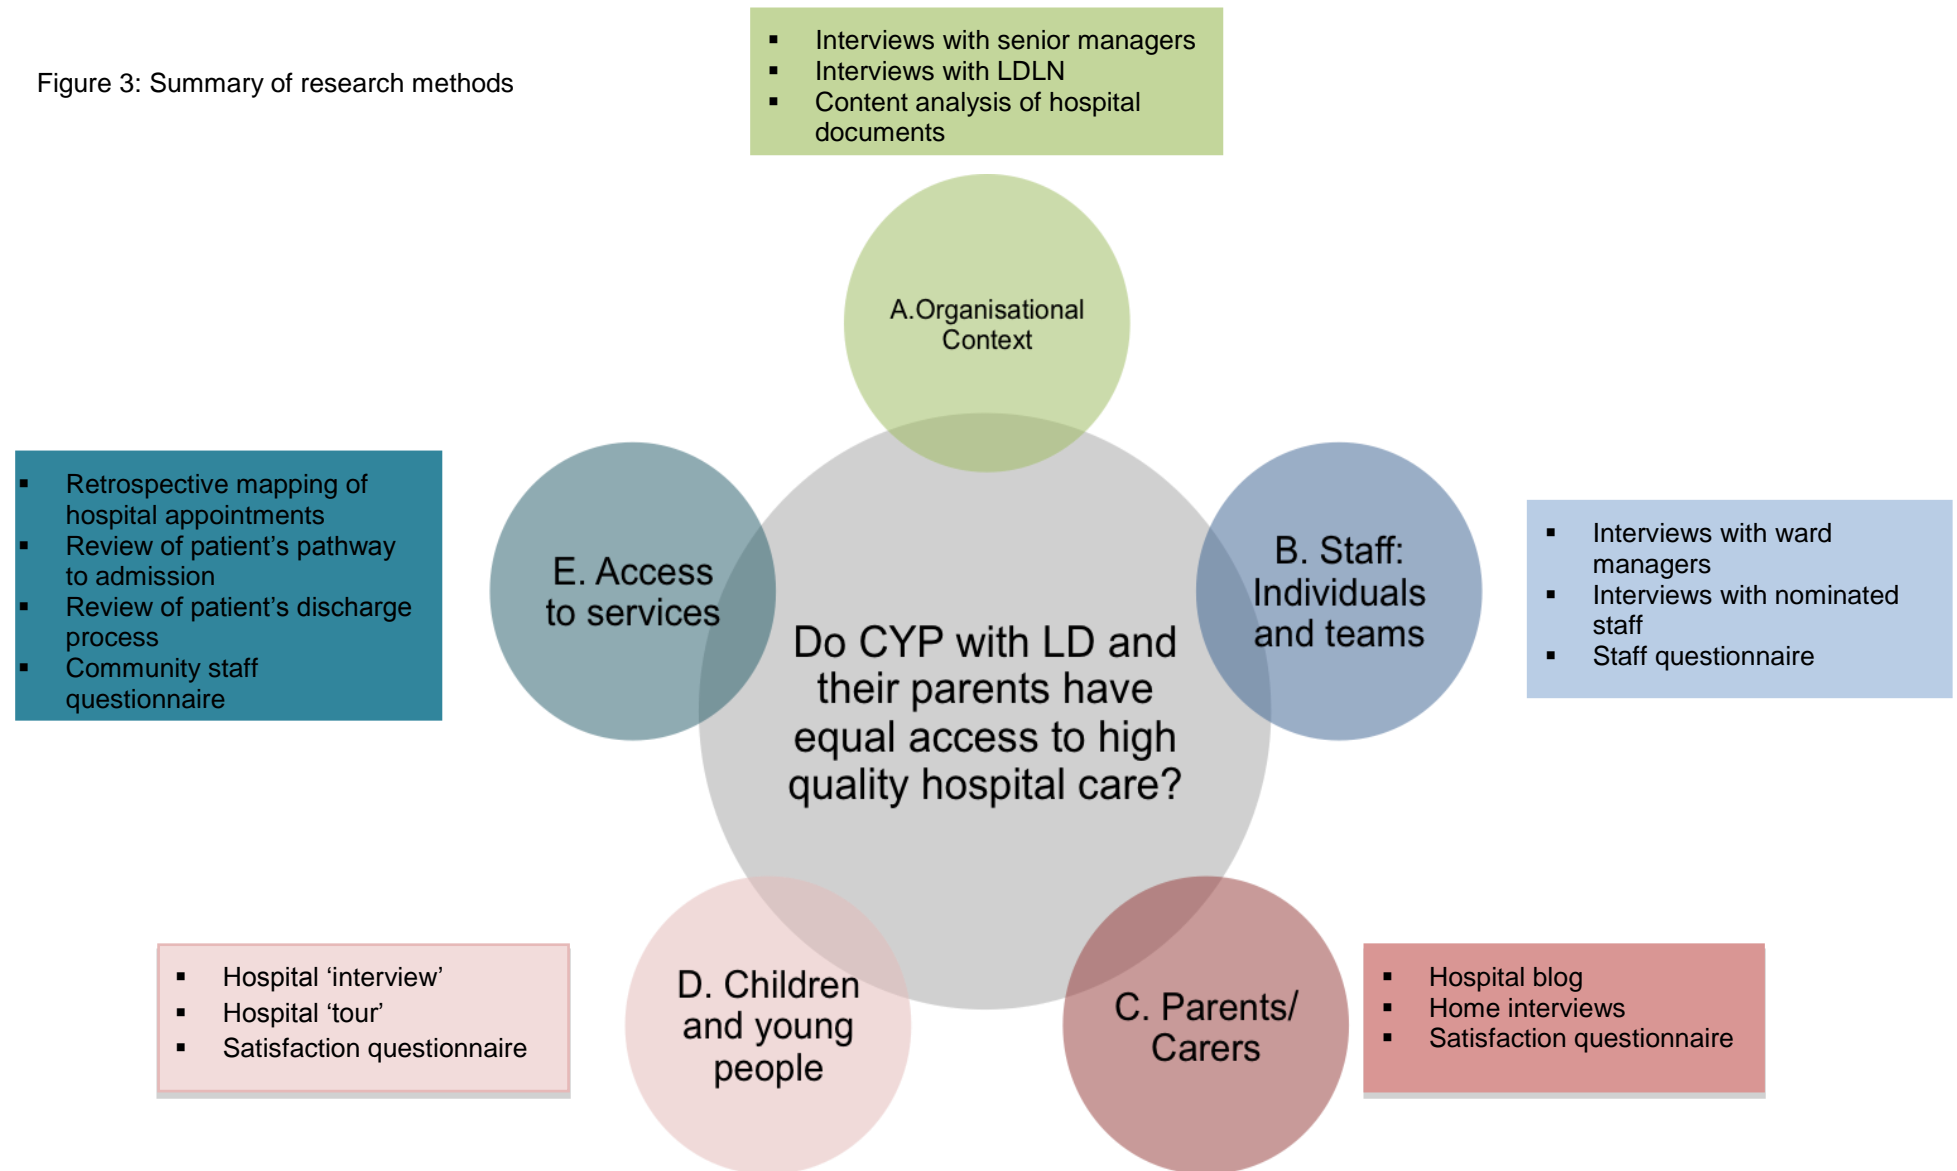 Figure 3: Summary of research methods
▪ Interviews with senior managers
▪ Interviews with LDLN
▪ Content analysis of hospital
documents
A.Organisational
Context
▪ Retrospective mapping of
hospital appointments
▪ Review of patient’s pathway
to admission
▪ Review of patient’s discharge
process
▪ Community staff
questionnaire
E. Access
to services
B. Staff:
Individuals
and teams
▪ Interviews with ward
managers
▪ Interviews with nominated
staff
▪ Staff questionnaire
Do CYP with LD and
their parents have
equal access to high
quality hospital care?
▪ Hospital ‘interview’
▪ Hospital ‘tour’
▪ Satisfaction questionnaire
D. Children
and young
people
C. Parents/
Carers
▪ Hospital blog
▪ Home interviews
▪ Satisfaction questionnaire